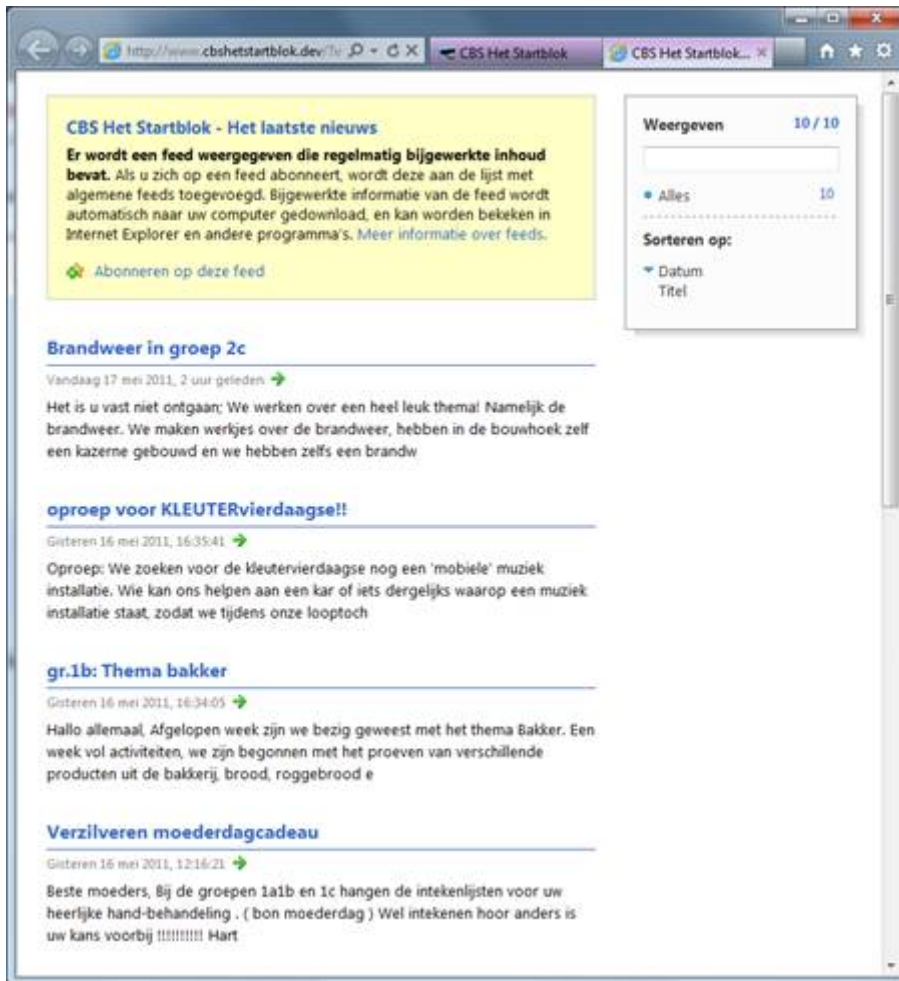 http://www.cbshetstartblok.dev/
CBS Het Startblok
CBS Het Startblok...
CBS Het Startblok - Het laatste nieuws
Er wordt een feed weergegeven die regelmatig bijgewerkte inhoud
bevat. Als u zich op een feed abonneert, wordt deze aan de lijst met
algemene feeds toegevoegd. Bijgewerkte informatie van de feed wordt
automatisch naar uw computer gedownload, en kan worden bekeken in
Internet Explorer en andere programma's. Meer informatie over feeds.
Abonneren op deze feed
Weergeven 10 / 10
Alles 10
Sorteren op:
Datum
Titel
Brandweer in groep 2c
Vandaag 17 mei 2011, 2 uur geleden
Het is u vast niet ontgaan; We werken over een heel leuk thema! Namelijk de
brandweer. We maken werkjes over de brandweer, hebben in de bouwhoek zelf
een kazerne gebouwd en we hebben zelfs een brandw
oproep voor KLEUTERvierdaagse!!
Gisteren 16 mei 2011, 16:35:41
Oproep: We zoeken voor de kleutervierdaagse nog een 'mobiele' muziek
installatie. Wie kan ons helpen aan een kar of iets dergelijks waarop een muziek
installatie staat, zodat we tijdens onze looptoch
gr.1b: Thema bakker
Gisteren 16 mei 2011, 16:34:05
Hallo allemaal, Afgelopen week zijn we bezig geweest met het thema Bakker. Een
week vol activiteiten, we zijn begonnen met het proeven van verschillende
producten uit de bakkerij, brood, roggebrood e
Verzilveren moederdagcadeau
Gisteren 16 mei 2011, 12:16:21
Beste moeders, Bij de groepen 1a1b en 1c hangen de intekenlijsten voor uw
heerlijke hand-behandeling . ( bon moederdag ) Wel intekenen hoor anders is
uw kans voorbij !!!!!!!!!! Hart